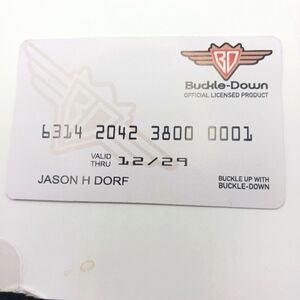 BD
Buckle-Down
OFFICIAL LICENSED PRODUCT
6314 2042 3800 0001
VALID
THRU 12/29
JASON H DORF
BUCKLE UP WITH
BUCKLE-DOWN